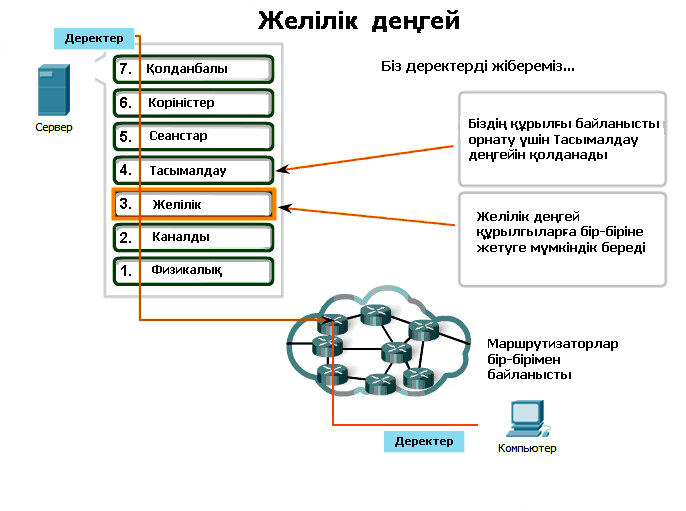 Желілік деңгей
Деректер
Біз деректерді жібереміз...
7. Қолданбалы
6. Көріністер
5. Сеанстар
4. Тасымалдау
3. Желілік
2. Каналды
1. Физикалық
Сервер
Біздің құрылғы байланысты
орнату үшін Тасымалдау
деңгейін қолданады
Желілік деңгей
құрылгыларға бір-біріне
жетуге мүмкіндік береді
Маршрутизаторлар
бір-бірімен
байланысты
Деректер
Компьютер